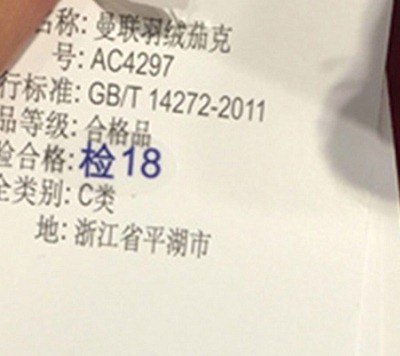 名称: 曼联羽绒茄克
号: AC4297
行标准: GB/T 14272-2011
品等级: 合格品
验合格: 检18
全类别: C类
地: 浙江省平湖市